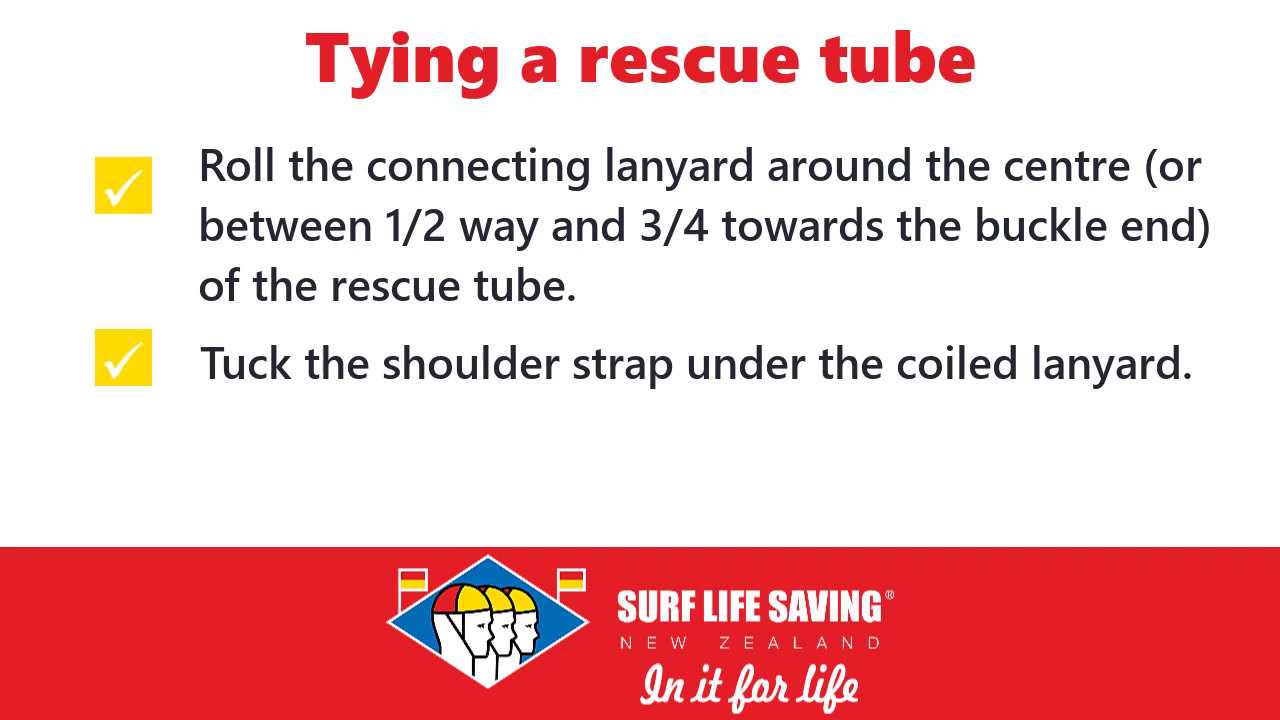 Tying a rescue tube
Roll the connecting lanyard around the centre (or
between 1/2 way and 3/4 towards the buckle end)
of the rescue tube.
Tuck the shoulder strap under the coiled lanyard.
SURF LIFE SAVING®
NEW ZEALAND
In it for life